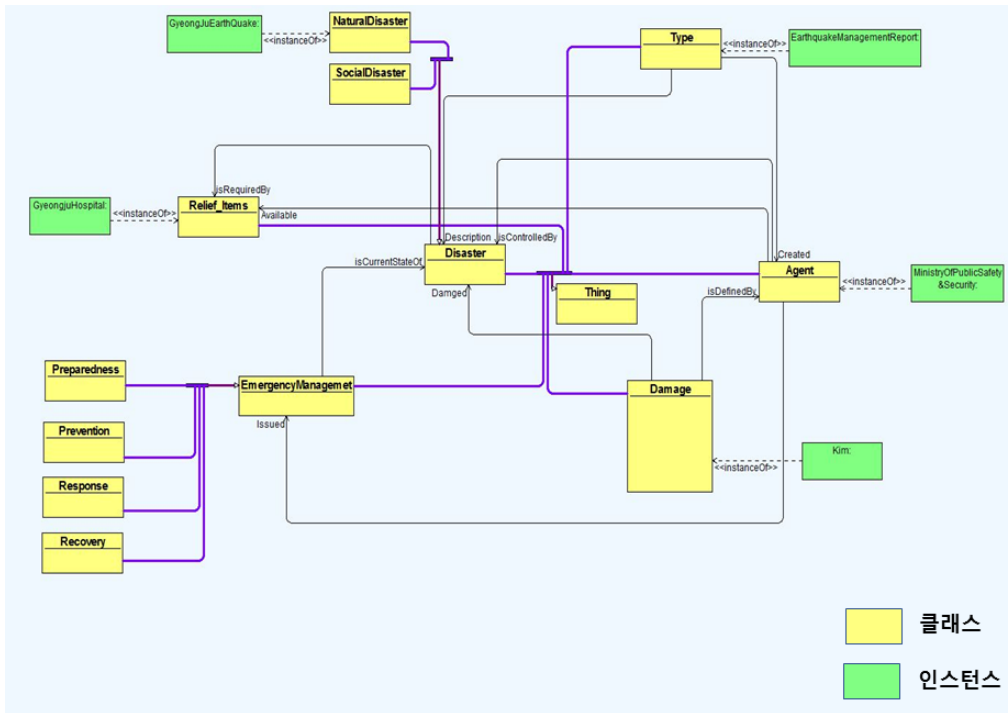 GyeongJuEarthQuake:
<<instanceOf>>
NaturalDisaster
SocialDisaster
Type
<<instanceOf>>
EarthquakeManagementReport:
isRequiredBy
GyeongjuHospital:
<<instanceOf>>
Relief_Items
Available
Description
isControlledBy
isCurrentStateOf
Disaster
Damged
Thing
Created
Agent
isDefinedBy
<<instanceOf>>
MinistryOfPublicSafety
&Security:
Preparedness
Prevention
Response
Recovery
EmergencyManagemet
Issued
Damage
<<instanceOf>>
Kim:
클래스
인스턴스